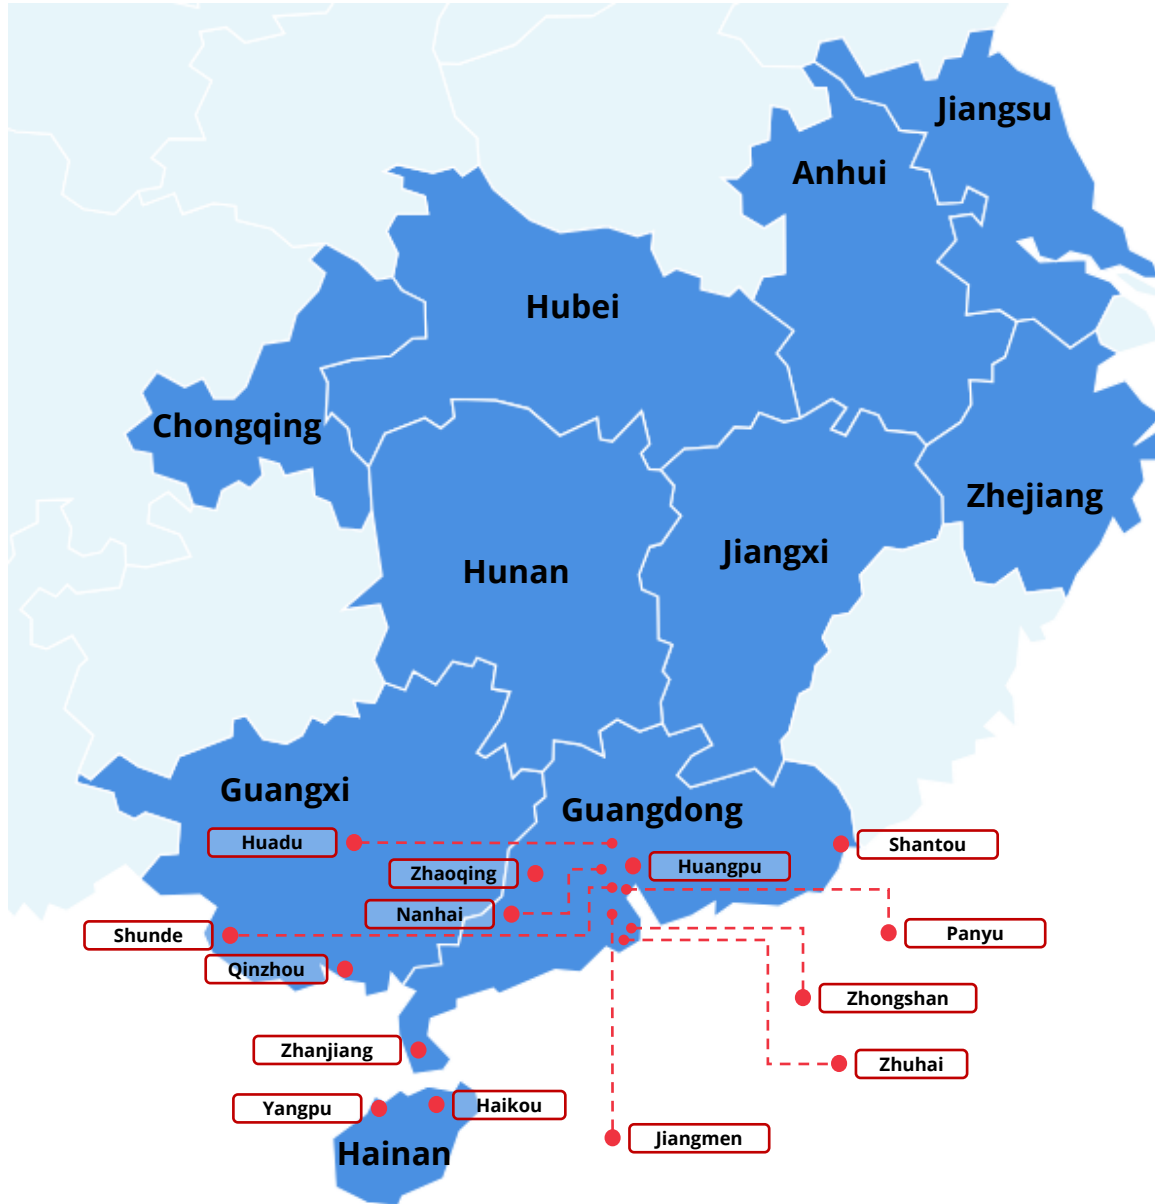 Jiangsu
Anhui
Hubei
Chongqing
Zhejiang
Jiangxi
Hunan
Guangxi
Guangdong
Huadu
Shantou
Zhaoqing
Huangpu
Nanhai
Shunde
Panyu
Qinzhou
Zhongshan
Zhanjiang
Zhuhai
Yangpu
Haikou
Jiangmen
Hainan